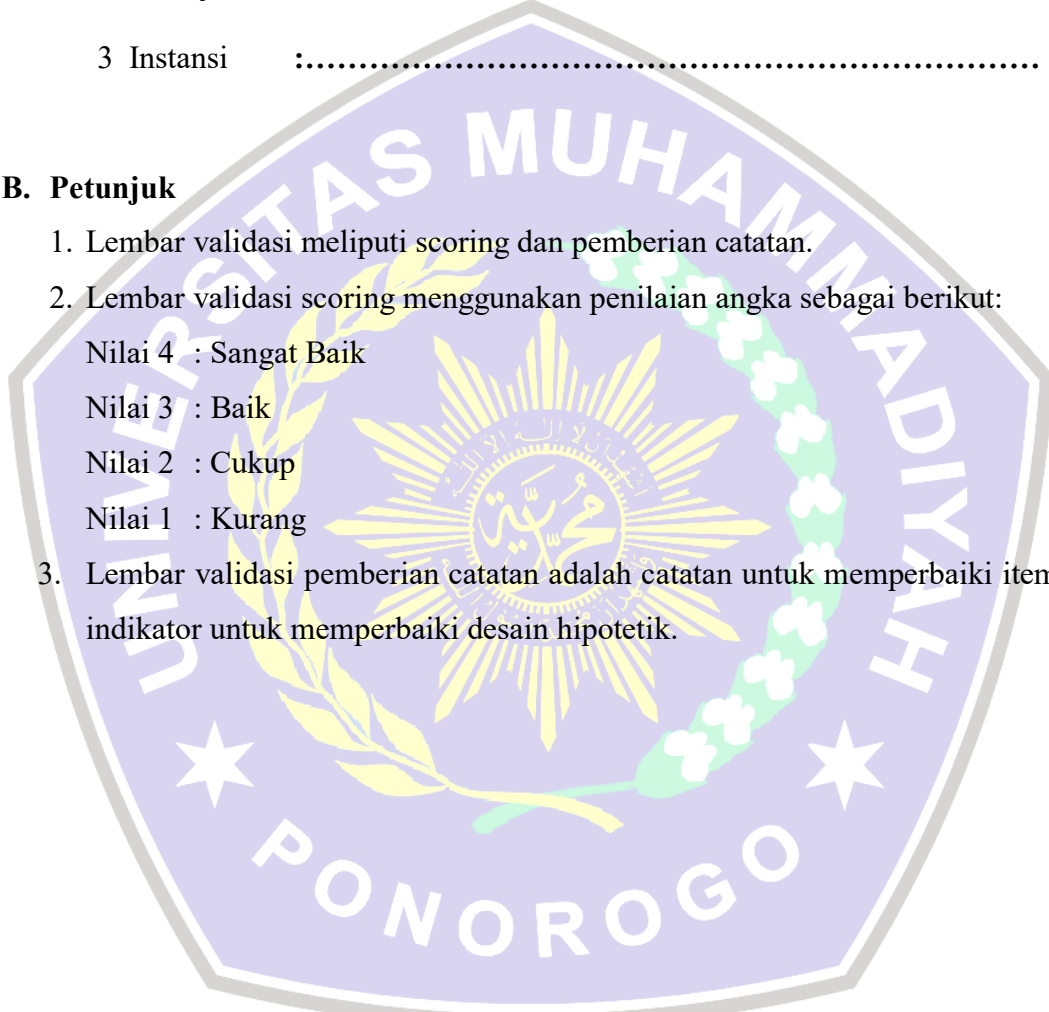 3 Instansi :……………………………………………………………
B. Petunjuk
1. Lembar validasi meliputi scoring dan pemberian catatan.
2. Lembar validasi scoring menggunakan penilaian angka sebagai berikut:
Nilai 4 : Sangat Baik
Nilai 3 : Baik
Nilai 2 : Cukup
Nilai 1 : Kurang
3. Lembar validasi pemberian catatan adalah catatan untuk memperbaiki item
indikator untuk memperbaiki desain hipotetik.
UNIVERSITAS MUHAMMADIYAH
PONOROGO